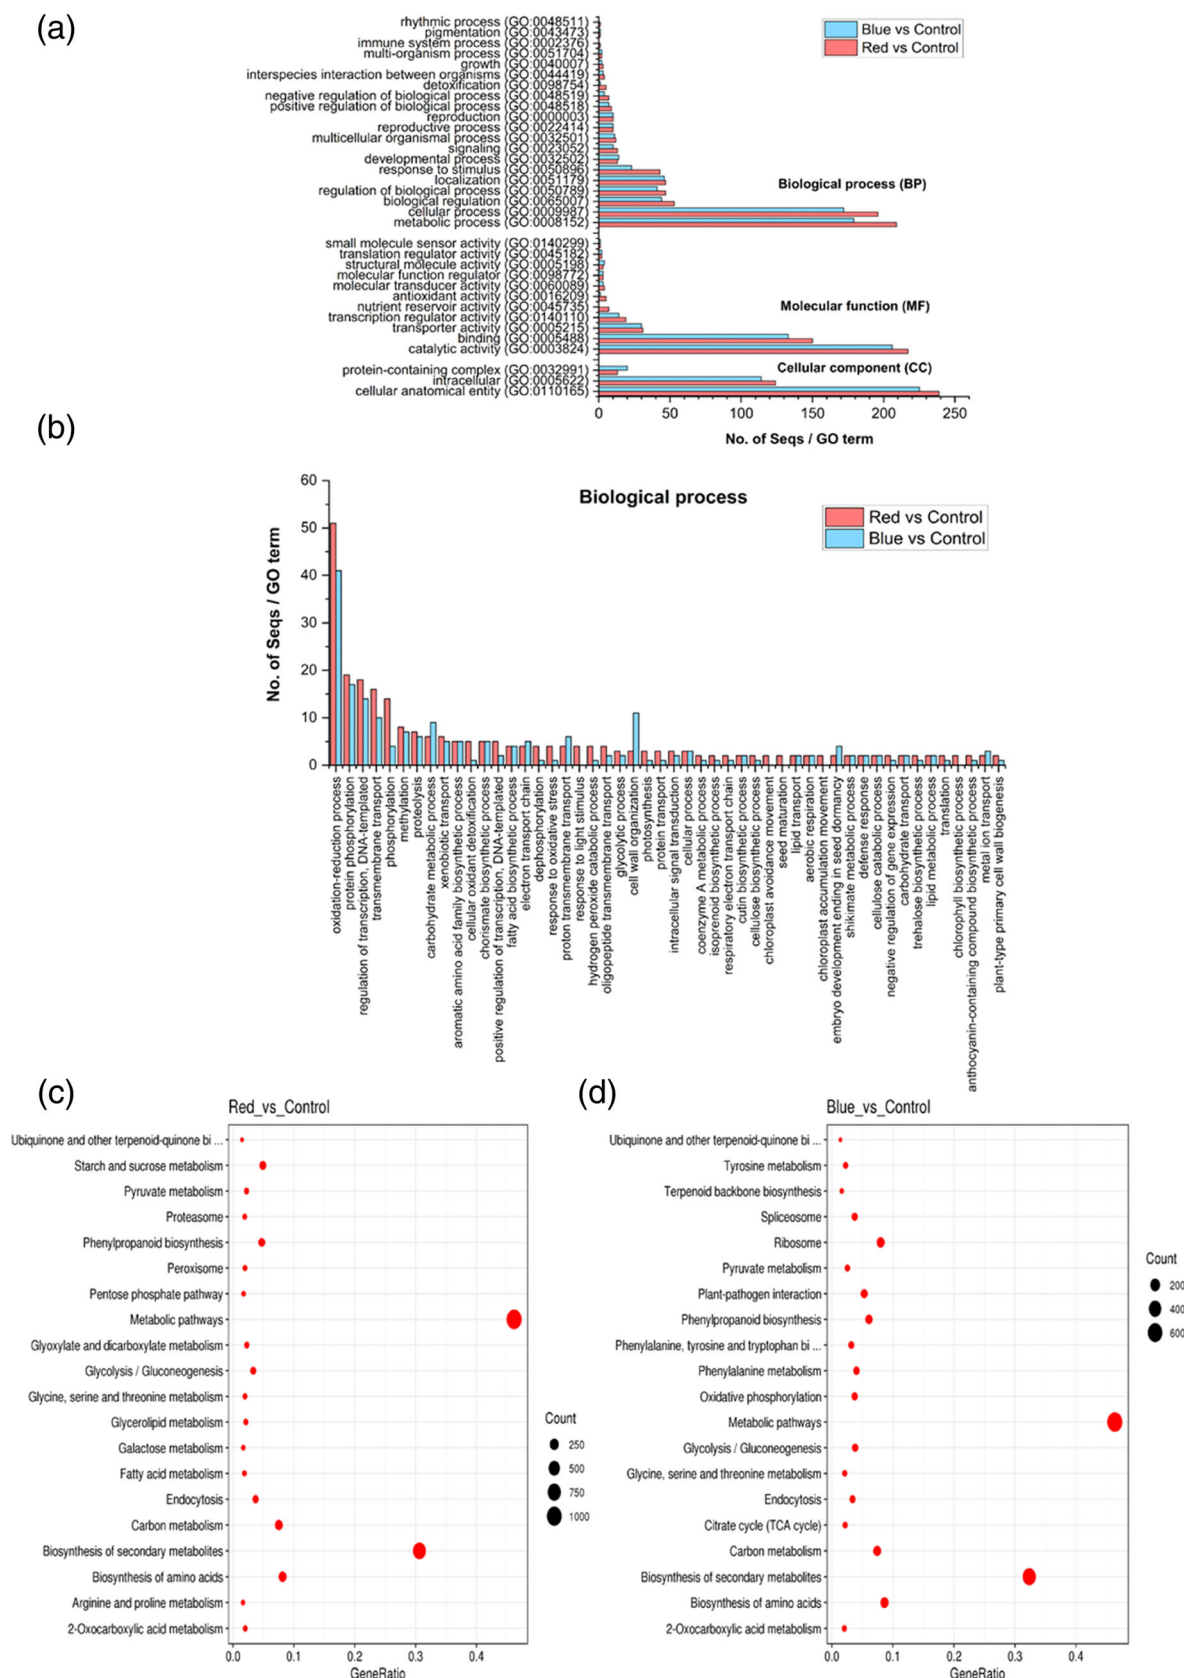 (a)
Blue vs Control
Red vs Control
rhythmic process (GO:0048511)
pigmentation (GO:0043473)
immune system process (GO:0002376)
multi-organism process (GO:0051704)
growth (GO:0040007)
interspecies interaction between organisms (GO:0044419)
detoxification (GO:0098754)
negative regulation of biological process (GO:0048519)
positive regulation of biological process (GO:0048518)
reproduction (GO:0000003)
reproductive process (GO:0022414)
multicellular organismal process (GO:0032501)
signaling (GO:0023052)
developmental process (GO:0032502)
response to stimulus (GO:0050896)
localization (GO:0051179)
regulation of biological process (GO:0050789)
biological regulation (GO:0065007)
cellular process (GO:0009987)
metabolic process (GO:0008152)
Biological process (BP)
small molecule sensor activity (GO:0140299)
translation regulator activity (GO:0045182)
structural molecule activity (GO:0005198)
molecular function regulator (GO:0098772)
molecular transducer activity (GO:0060089)
antioxidant activity (GO:0016209)
nutrient reservoir activity (GO:0045735)
transcription regulator activity (GO:0140110)
transporter activity (GO:0005215)
binding (GO:0005488)
catalytic activity (GO:0003824)
Molecular function (MF)
protein-containing complex (GO:0032991)
intracellular (GO:0005622)
cellular anatomical entity (GO:0110165)
Cellular component (CC)
0 50 100 150 200 250
No. of Seqs / GO term
(b)
Biological process
Red vs Control
Blue vs Control
No. of Seqs / GO term
60
50
40
30
20
10
0
oxidation-reduction process
protein phosphorylation
regulation of transcription, DNA-templated
transmembrane transport
phosphorylation
methylation
proteolysis
carbohydrate metabolic process
xenobiotic transport
aromatic amino acid family biosynthetic process
cellular oxidant detoxification
chorismate biosynthetic process
positive regulation of transcription, DNA-templated
fatty acid biosynthetic process
electron transport chain
dephosphorylation
response to oxidative stress
proton transmembrane transport
response to light stimulus
hydrogen peroxide catabolic process
oligopeptide transmembrane transport
glycolytic process
cell wall organization
photosynthesis
protein transport
intracellular signal transduction
cellular process
coenzyme A metabolic process
isoprenoid biosynthetic process
respiratory electron transport chain
cutin biosynthetic process
cellulose biosynthetic process
chloroplast avoidance movement
seed maturation
lipid transport
aerobic respiration
chloroplast accumulation movement
embryo development ending in seed dormancy
shikimate metabolic process
defense response
cellulose catabolic process
negative regulation of gene expression
carbohydrate transport
trehalose biosynthetic process
lipid metabolic process
translation
chlorophyll biosynthetic process
anthocyanin-containing compound biosynthetic process
metal ion transport
plant-type primary cell wall biogenesis
(c)
Red_vs_Control
Ubiquinone and other terpenoid-quinone bi ...
Starch and sucrose metabolism
Pyruvate metabolism
Proteasome
Phenylpropanoid biosynthesis
Peroxisome
Pentose phosphate pathway
Metabolic pathways
Glyoxylate and dicarboxylate metabolism
Glycolysis / Gluconeogenesis
Glycine, serine and threonine metabolism
Glycerolipid metabolism
Galactose metabolism
Fatty acid metabolism
Endocytosis
Carbon metabolism
Biosynthesis of secondary metabolites
Biosynthesis of amino acids
Arginine and proline metabolism
2-Oxocarboxylic acid metabolism
0.0 0.1 0.2 0.3 0.4
GeneRatio
Count
250
500
750
1000
(d)
Blue_vs_Control
Ubiquinone and other terpenoid-quinone bi ...
Tyrosine metabolism
Terpenoid backbone biosynthesis
Spliceosome
Ribosome
Pyruvate metabolism
Plant-pathogen interaction
Phenylpropanoid biosynthesis
Phenylalanine, tyrosine and tryptophan bi ...
Phenylalanine metabolism
Oxidative phosphorylation
Metabolic pathways
Glycolysis / Gluconeogenesis
Glycine, serine and threonine metabolism
Endocytosis
Citrate cycle (TCA cycle)
Carbon metabolism
Biosynthesis of secondary metabolites
Biosynthesis of amino acids
2-Oxocarboxylic acid metabolism
0.0 0.1 0.2 0.3 0.4
GeneRatio
Count
200
400
600